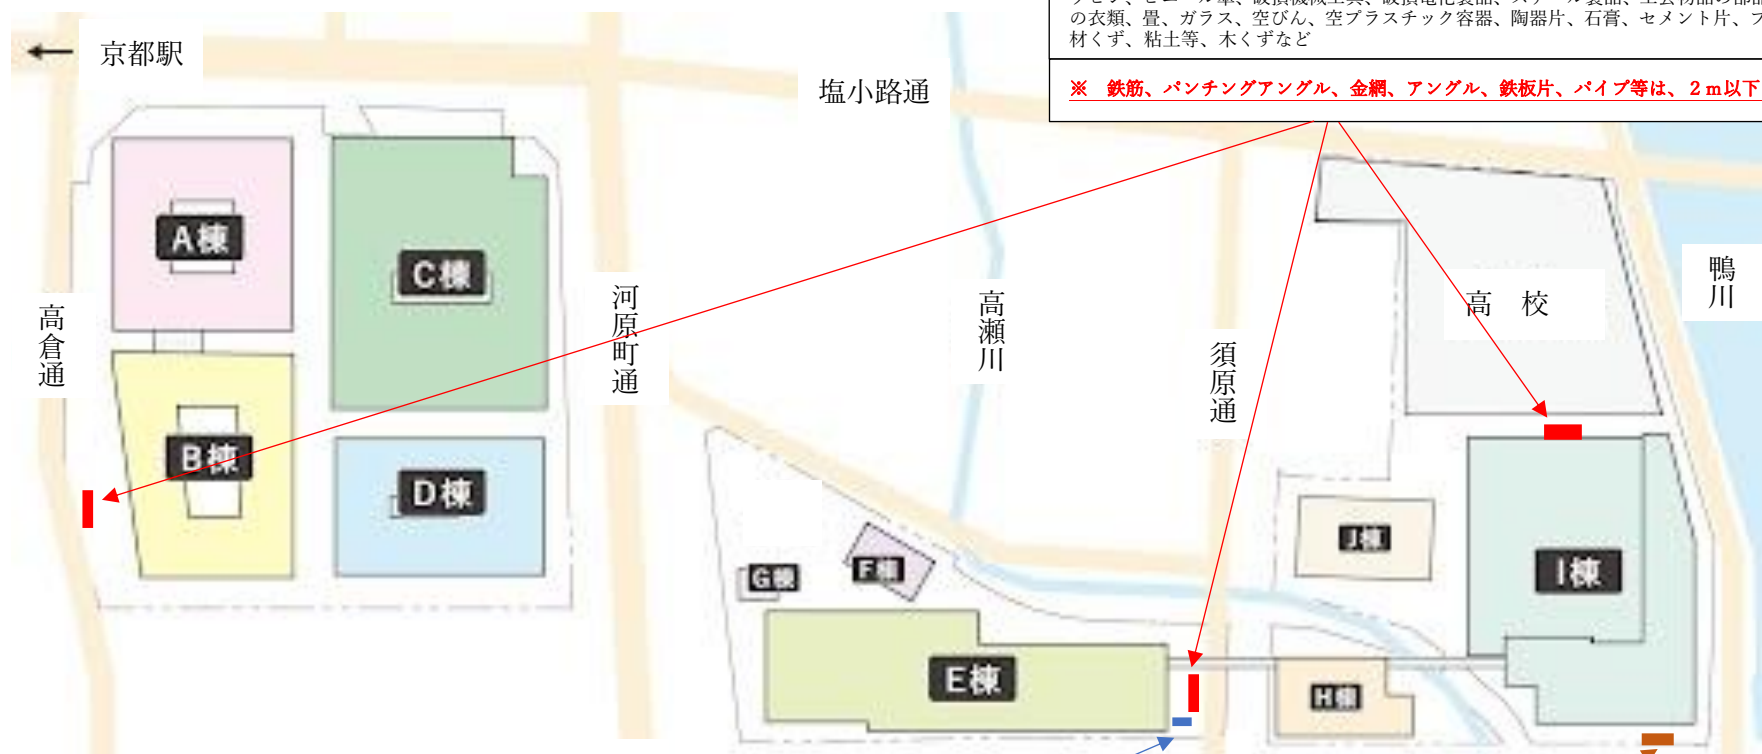 の衣類、畳、ガラス、空びん、空プラスチック容器、陶器片、石膏、セメント片、プ
材くず、粘土等、木くずなど
※ 鉄筋、パンチングアングル、金網、アングル、鉄板片、パイプ等は、２ｍ以下
← 京都駅
塩小路通
A棟
C棟
高倉通
河原町通
高瀬川
須原通
高 校
鴨川
B棟
D棟
J棟
I棟
G棟
F棟
E棟
H棟